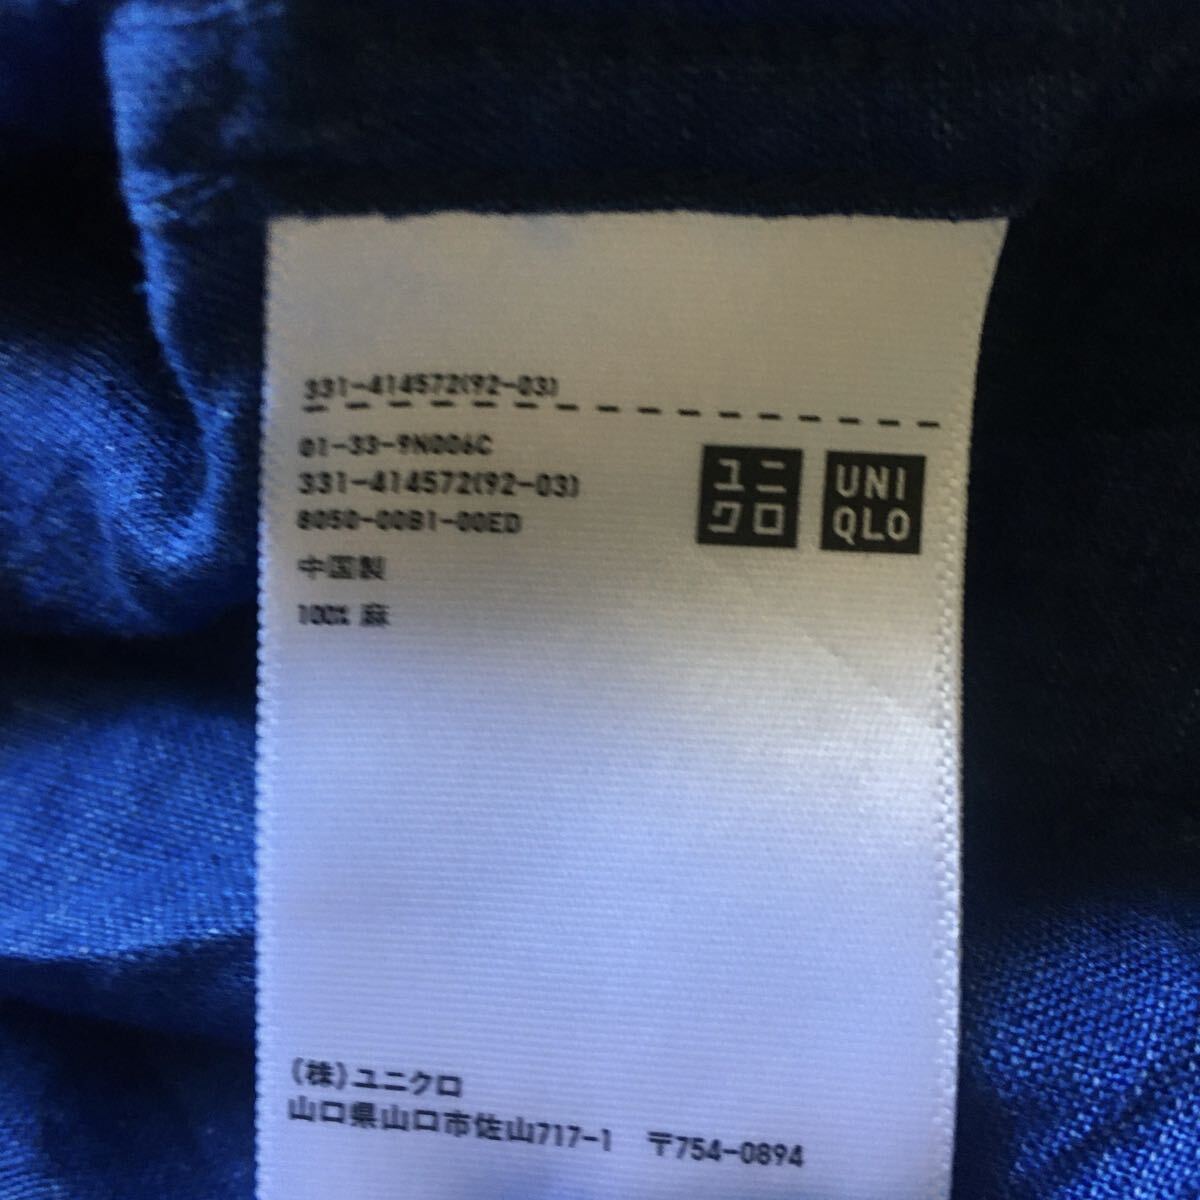 331-414572(92-03)
01-33-9N006C
331-414572(92-03)
8050-00B1-00ED
中国製
100% 麻
ユニ
クロ
UNI
QLO
(株)ユニクロ
山口県山口市佐山717-1 〒754-0894